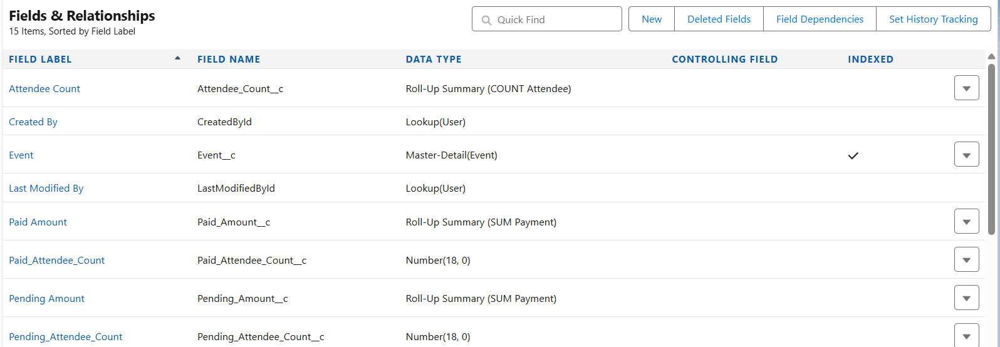 Fields & Relationships
15 Items, Sorted by Field Label
Quick Find
New
Deleted Fields
Field Dependencies
Set History Tracking
FIELD LABEL FIELD NAME DATA TYPE CONTROLLING FIELD INDEXED
Attendee Count Attendee_Count__c Roll-Up Summary (COUNT Attendee)
Created By CreatedById Lookup(User)
Event Event__c Master-Detail(Event)
Last Modified By LastModifiedById Lookup(User)
Paid Amount Paid_Amount__c Roll-Up Summary (SUM Payment)
Paid_Attendee_Count Paid_Attendee_Count__c Number(18, 0)
Pending Amount Pending_Amount__c Roll-Up Summary (SUM Payment)
Pending_Attendee_Count Pending_Attendee_Count__c Number(18, 0)